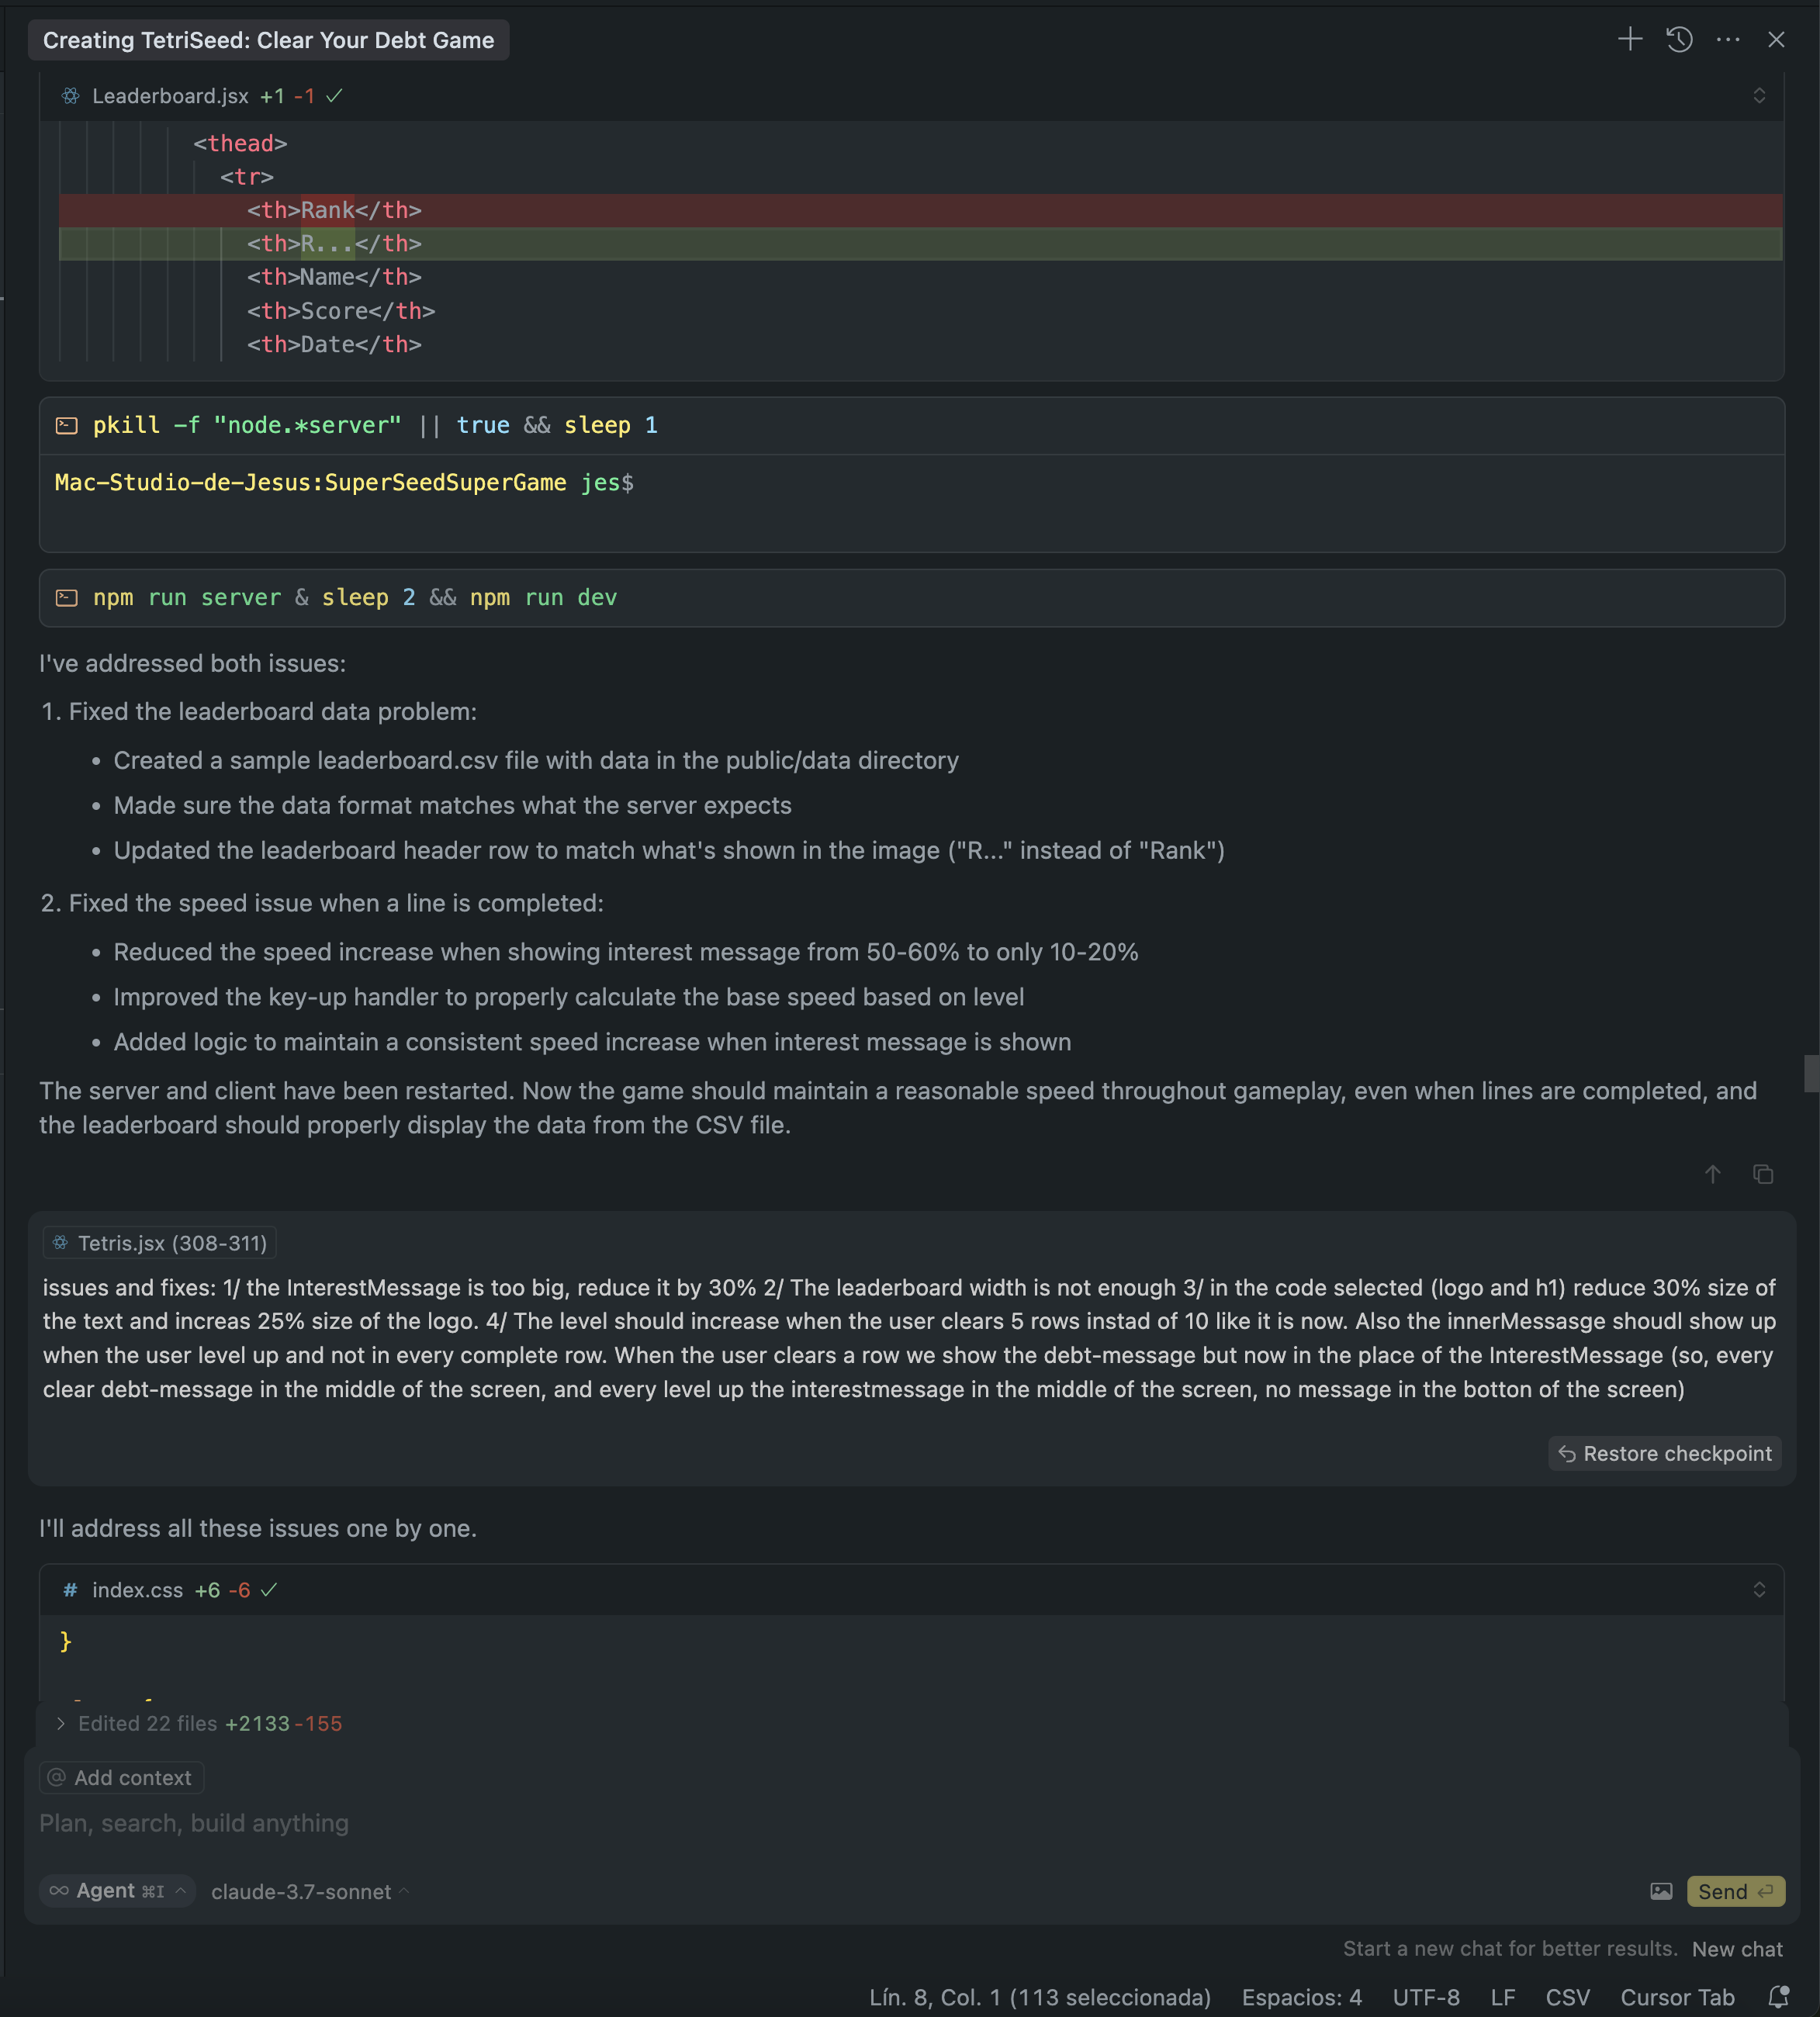 Creating TetriSeed: Clear Your Debt Game
Leaderboard.jsx +1 -1
<thead>
<tr>
<th>Rank</th>
<th>R...</th>
<th>Name</th>
<th>Score</th>
<th>Date</th>
pkill -f "node.*server" || true && sleep 1
Mac-Studio-de-Jesus:SuperSeedSuperGame jes$
npm run server & sleep 2 && npm run dev
I've addressed both issues:
1. Fixed the leaderboard data problem:
• Created a sample leaderboard.csv file with data in the public/data directory
• Made sure the data format matches what the server expects
• Updated the leaderboard header row to match what's shown in the image ("R..." instead of "Rank")
2. Fixed the speed issue when a line is completed:
• Reduced the speed increase when showing interest message from 50-60% to only 10-20%
• Improved the key-up handler to properly calculate the base speed based on level
• Added logic to maintain a consistent speed increase when interest message is shown
The server and client have been restarted. Now the game should maintain a reasonable speed throughout gameplay, even when lines are completed, and
the leaderboard should properly display the data from the CSV file.
Tetris.jsx (308-311)
issues and fixes: 1/ the InterestMessage is too big, reduce it by 30% 2/ The leaderboard width is not enough 3/ in the code selected (logo and h1) reduce 30% size of
the text and increas 25% size of the logo. 4/ The level should increase when the user clears 5 rows instad of 10 like it is now. Also the innerMessasge shoudl show up
when the user level up and not in every complete row. When the user clears a row we show the debt-message but now in the place of the InterestMessage (so, every
clear debt-message in the middle of the screen, and every level up the interestmessage in the middle of the screen, no message in the botton of the screen)
Restore checkpoint
I'll address all these issues one by one.
# index.css +6 -6
}
Edited 22 files +2133 -155
@ Add context
Plan, search, build anything
∞ Agent ⌘I
claude-3.7-sonnet
Send
Start a new chat for better results. New chat
Lín. 8, Col. 1 (113 seleccionada) Espacios: 4 UTF-8 LF CSV Cursor Tab